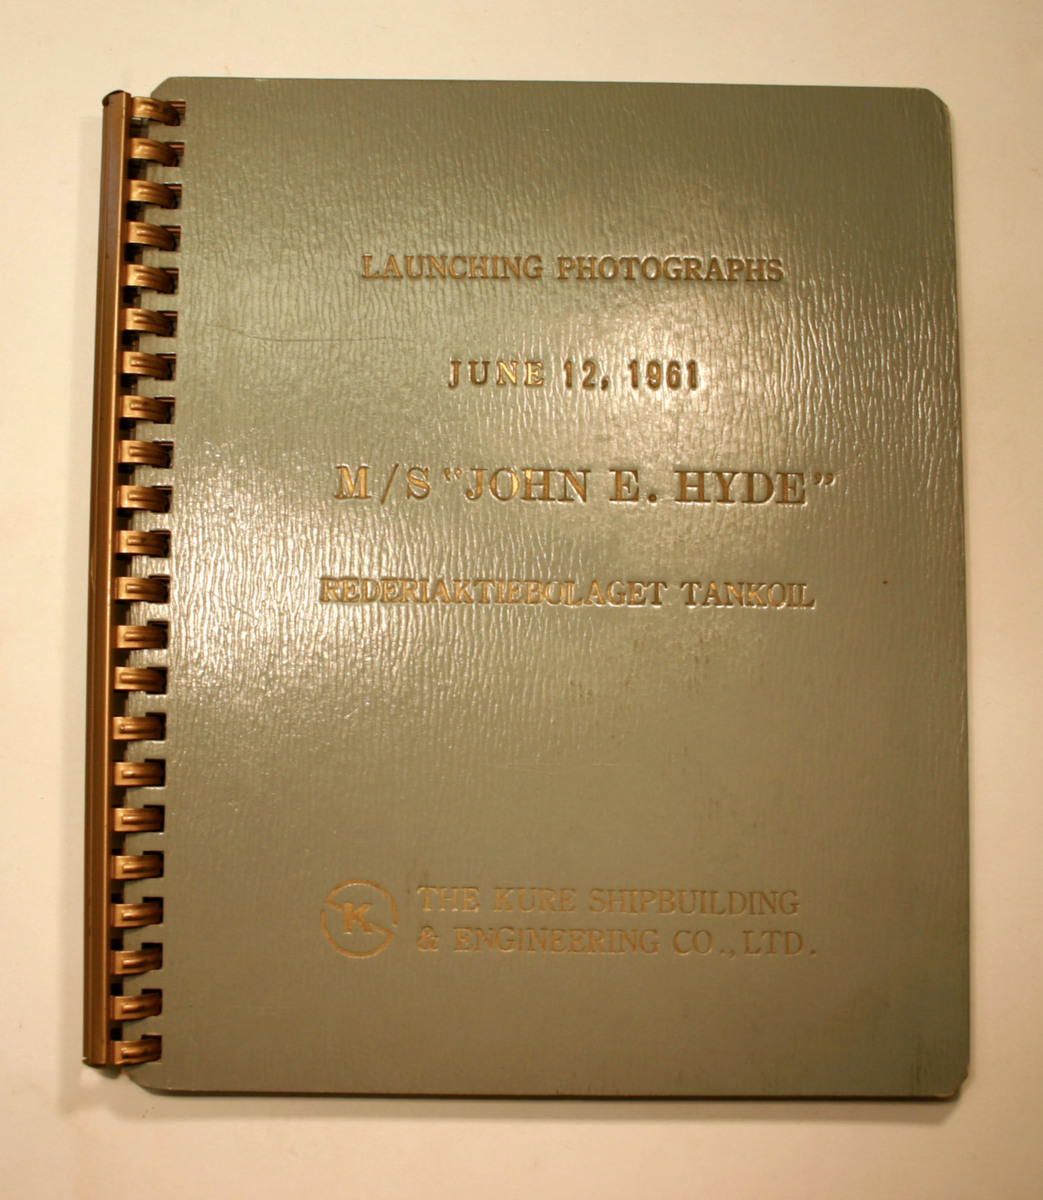 LAUNCHING PHOTOGRAPHS
JUNE 12, 1961
M/S "JOHN E. HYDE"
REDERIAKTIEBOLAGET TANKOIL
K
THE KURE SHIPBUILDING
& ENGINEERING CO., LTD.